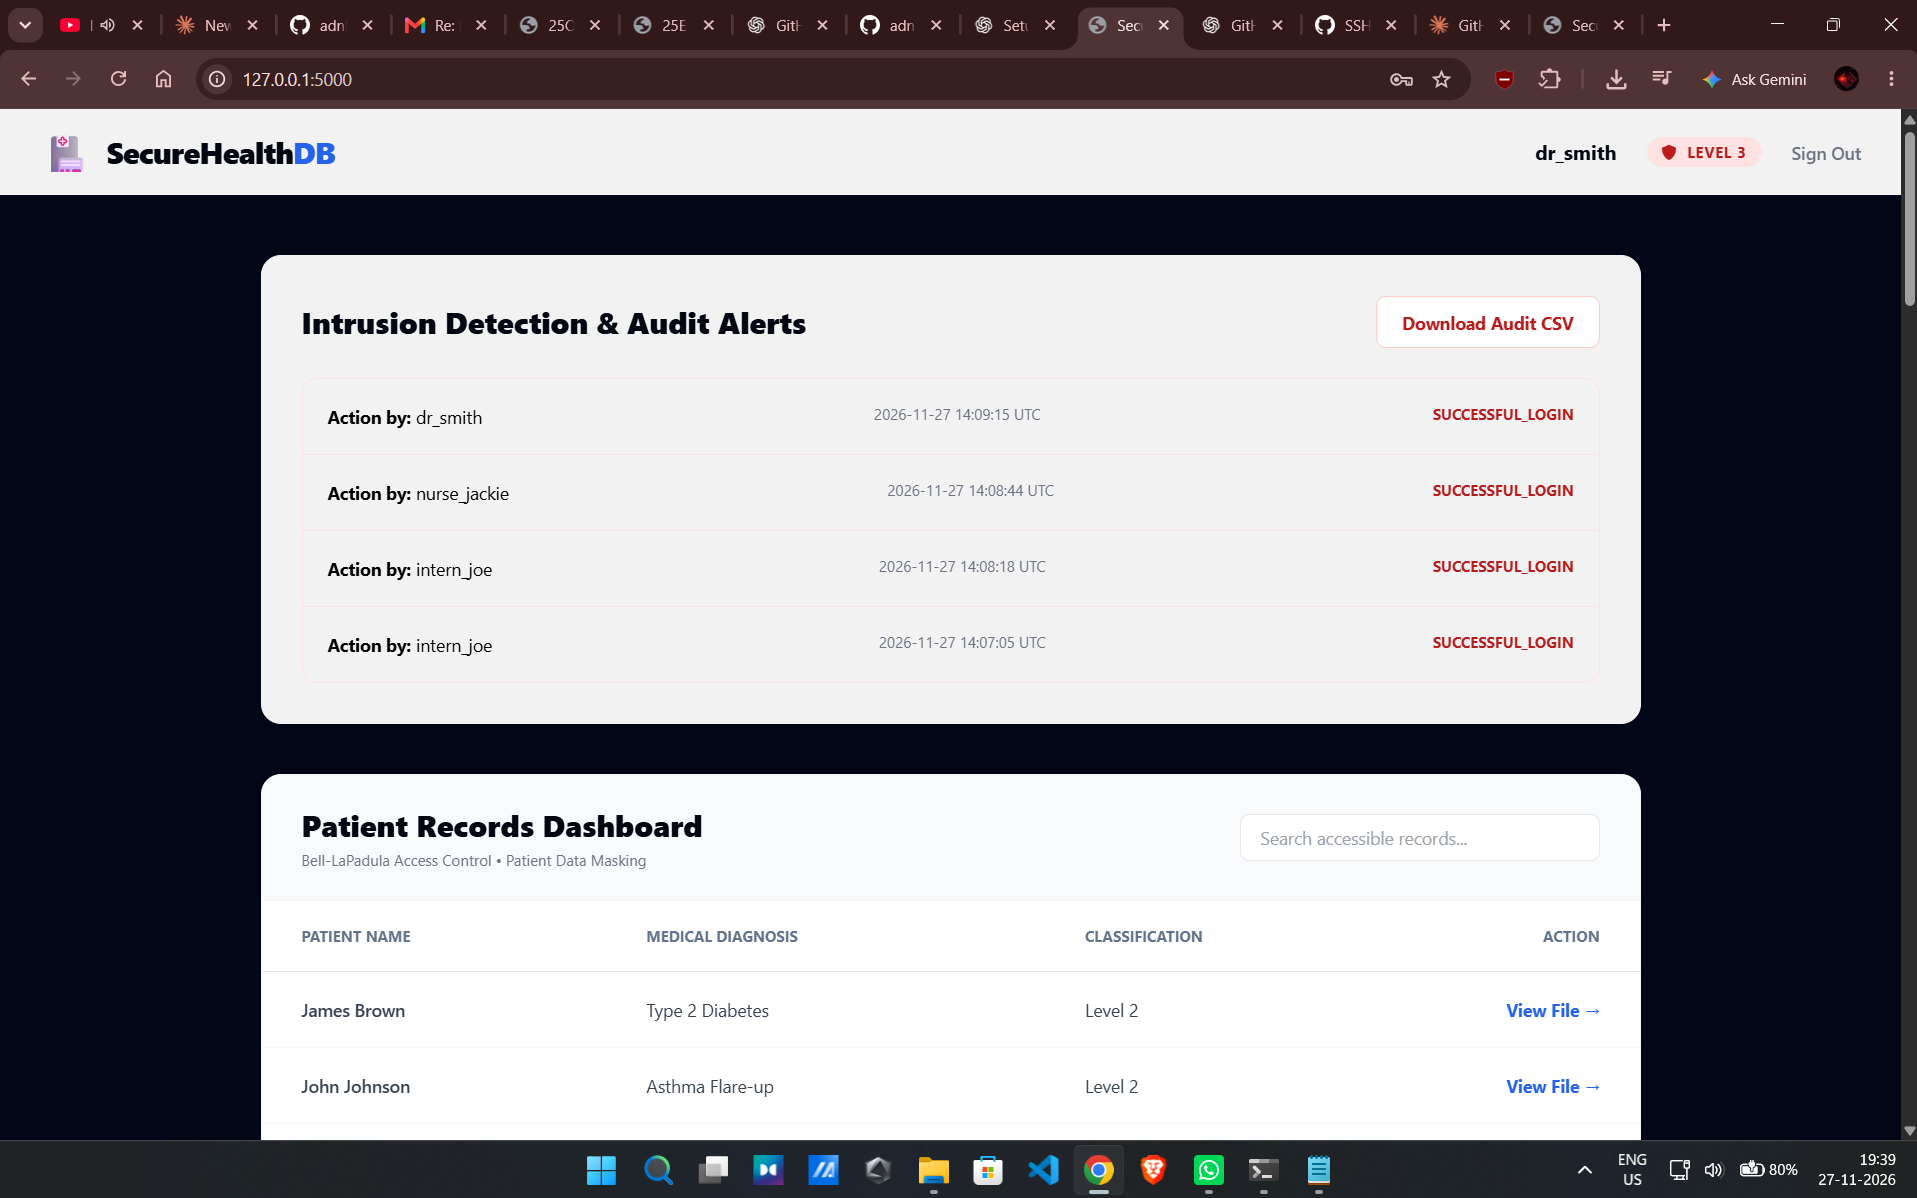 New
adn
Re:
25C
25E
GitH
adn
Setu
Secu
GitH
SSH
GitH
Secu
127.0.0.1:5000
Ask Gemini
SecureHealthDB
dr_smith
LEVEL 3
Sign Out
Intrusion Detection & Audit Alerts
Download Audit CSV
Action by: dr_smith 2026-11-27 14:09:15 UTC SUCCESSFUL_LOGIN
Action by: nurse_jackie 2026-11-27 14:08:44 UTC SUCCESSFUL_LOGIN
Action by: intern_joe 2026-11-27 14:08:18 UTC SUCCESSFUL_LOGIN
Action by: intern_joe 2026-11-27 14:07:05 UTC SUCCESSFUL_LOGIN
Patient Records Dashboard
Bell-LaPadula Access Control • Patient Data Masking
Search accessible records...
PATIENT NAME MEDICAL DIAGNOSIS CLASSIFICATION ACTION
James Brown Type 2 Diabetes Level 2 View File →
John Johnson Asthma Flare-up Level 2 View File →
ENG
US
80%
19:39
27-11-2026